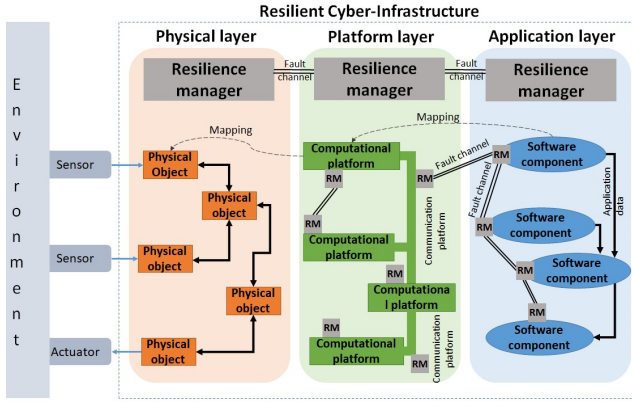 Resilient Cyber-Infrastructure
Physical layer
Platform layer
Application layer
Resilience
manager
Fault
channel
Resilience
manager
Fault
channel
Resilience
manager
Environment
Sensor
Sensor
Actuator
Mapping
Mapping
Physical
Object
Physical
object
Physical
object
Physical
object
Physical
object
Computational
platform
RM
RM
Computational
platform
RM
Computationa
l platform
RM
Computational
platform
RM
RM
Communication
platform
Communication
platform
Fault channel
Fault channel
RM
Software
component
Application
data
RM
Software
component
RM
Software
component
RM
Software
component